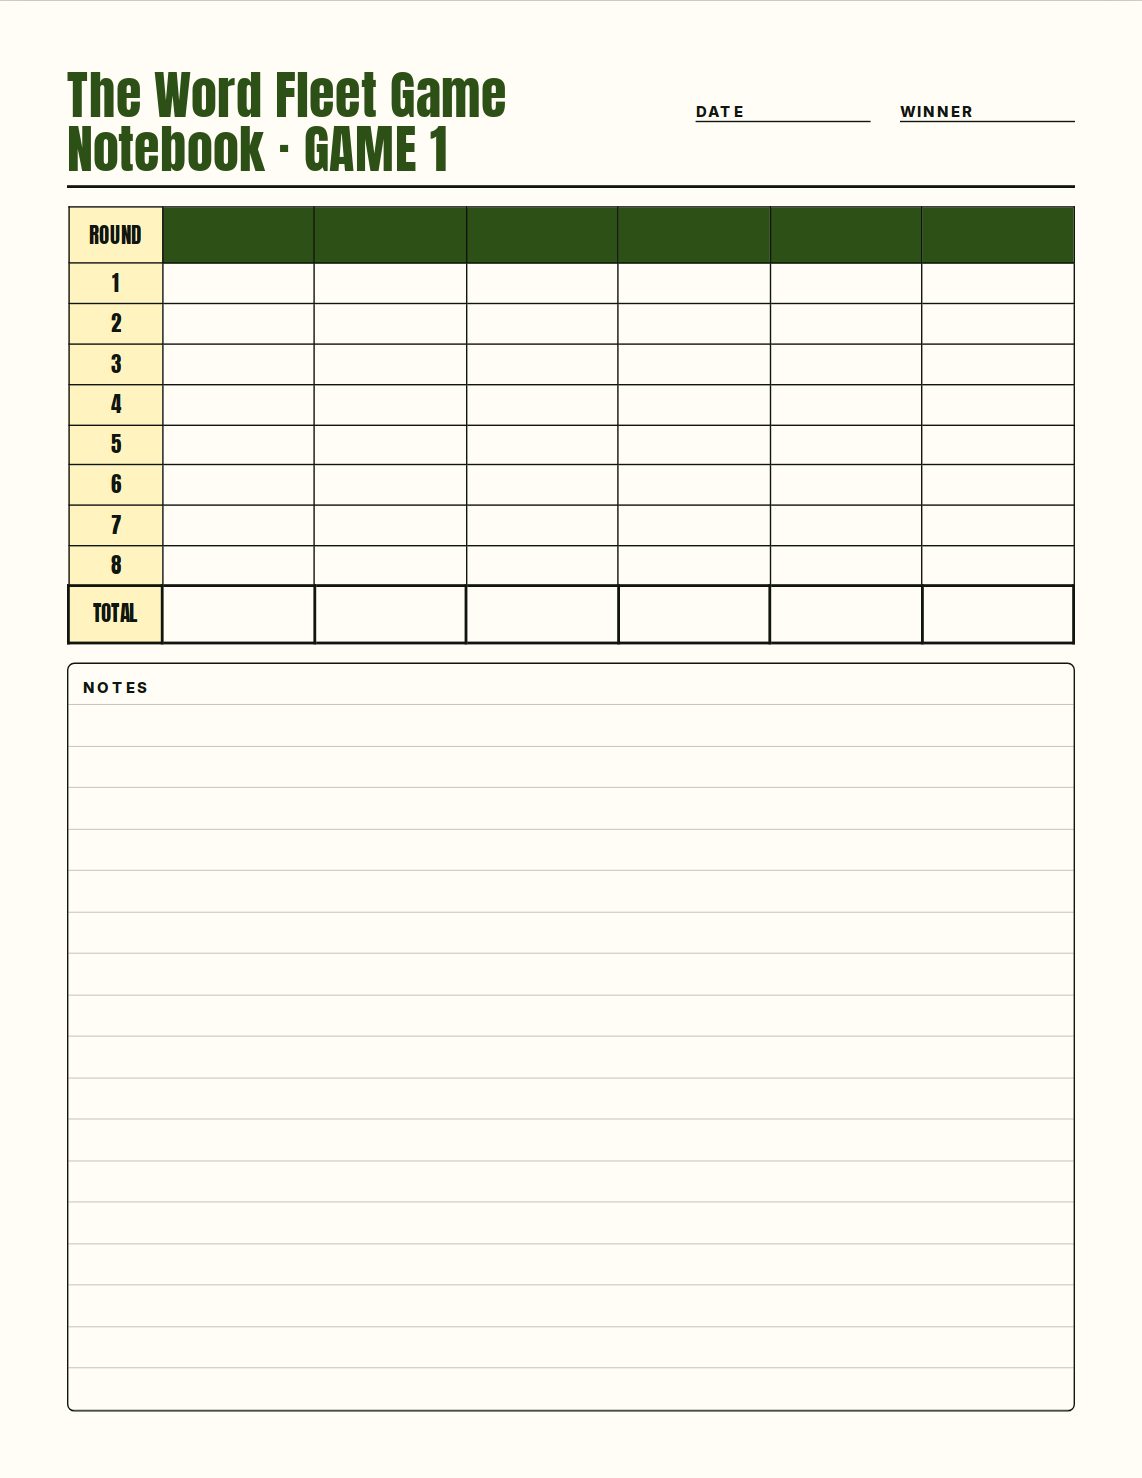 The Word Fleet Game
Notebook · GAME 1
DATE
WINNER
ROUND
1
2
3
4
5
6
7
8
TOTAL
NOTES